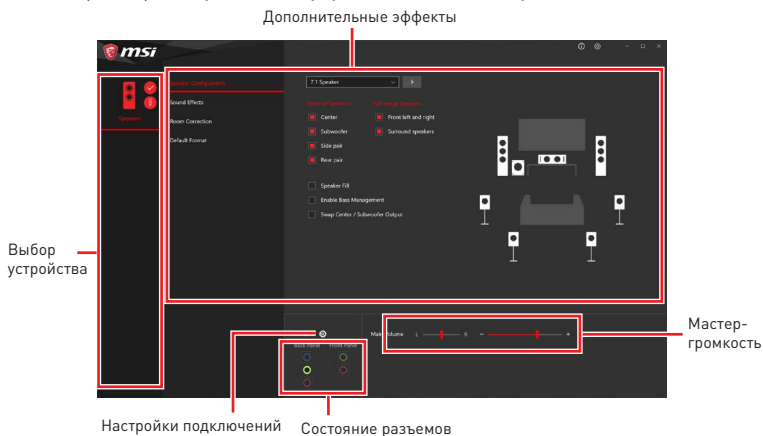 Дополнительные эффекты
msi
Speakers
Speaker Configuration
Sound Effects
Room Correction
Default Format
7.1 Speaker
Optional Speakers
Full-range Speakers
Center
Front left and right
Subwoofer
Surround speakers
Side pair
Rear pair
Speaker Fill
Enable Bass Management
Swap Center / Subwoofer Output
Выбор
устройства
Main Volume L R - +
Back Panel Front Panel
Мастер-
громкость
Настройки подключений
Состояние разъемов